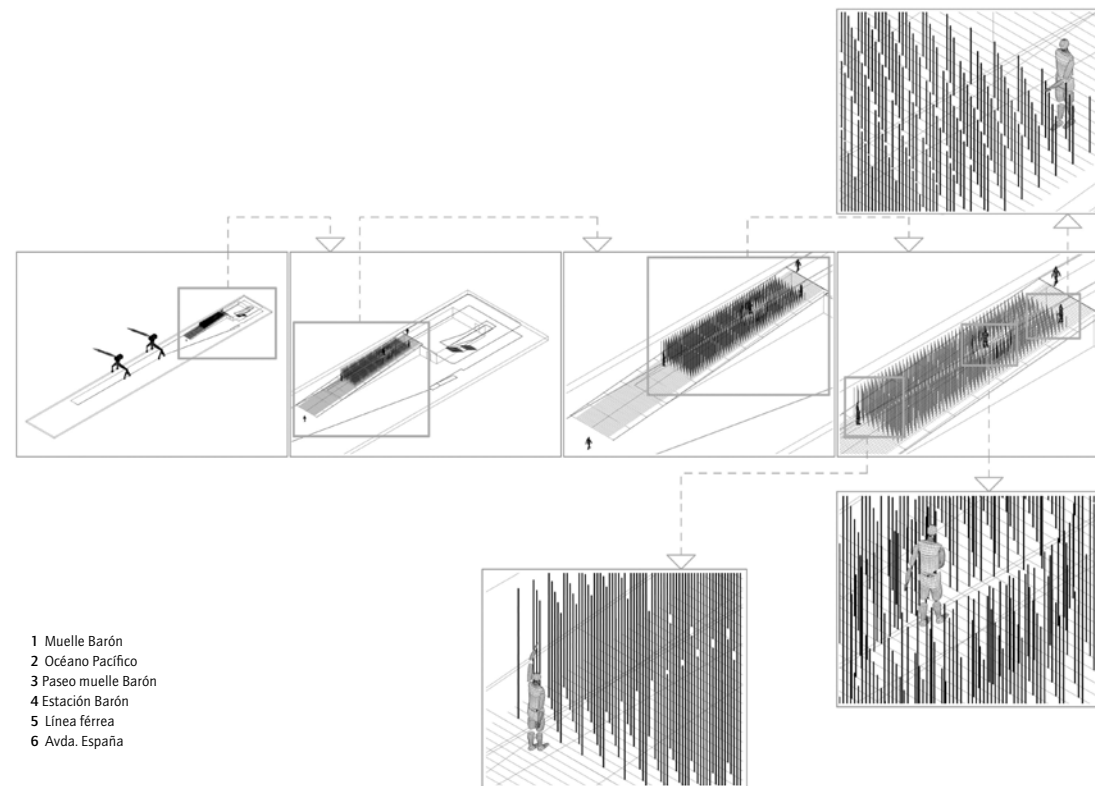 1 Muelle Barón
2 Océano Pacífico
3 Paseo muelle Barón
4 Estación Barón
5 Línea férrea
6 Avda. España